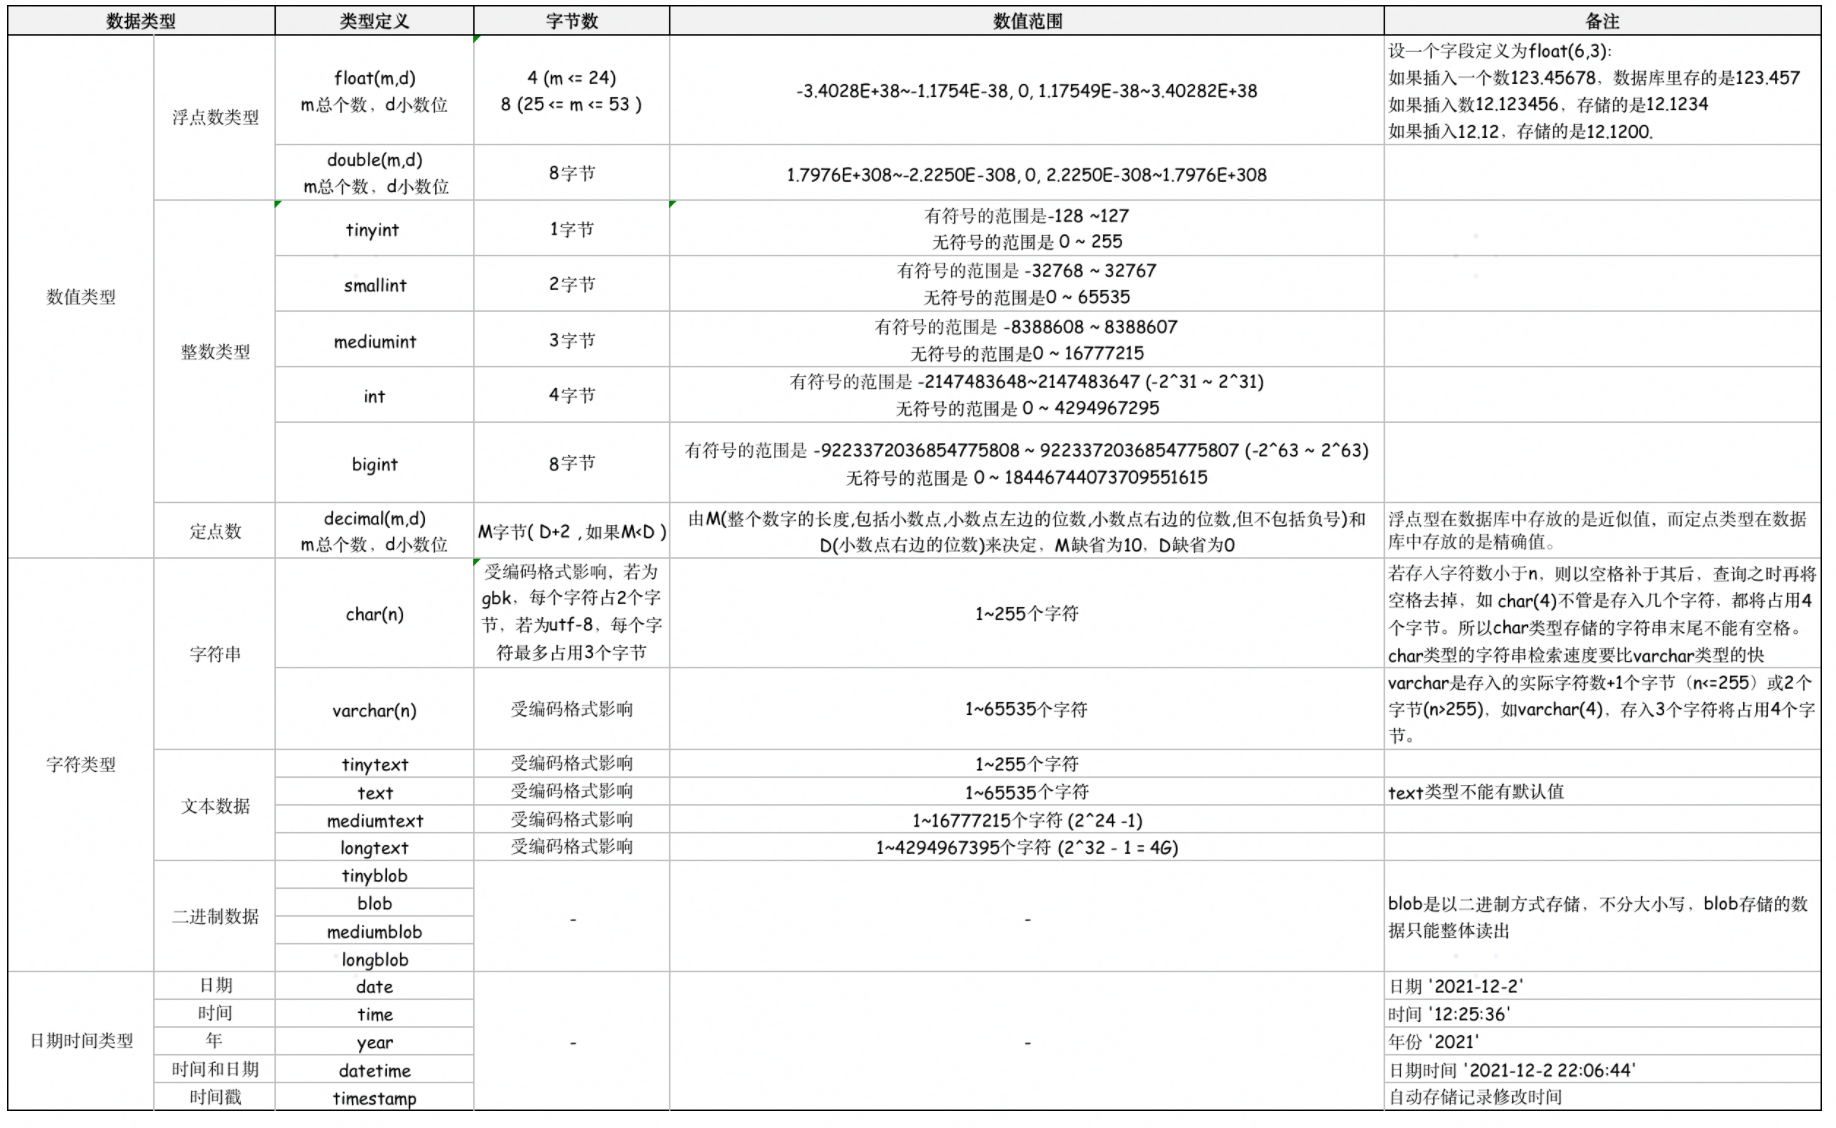 数据类型 类型定义 字节数 数值范围 备注
数值类型
浮点数类型
float(m,d)
m总个数，d小数位
4 (m <= 24)
8 (25 <= m <= 53 )
-3.4028E+38~-1.1754E-38, 0, 1.17549E-38~3.40282E+38
设一个字段定义为float(6,3):
如果插入一个数123.45678，数据库里存的是123.457
如果插入数12.123456，存储的是12.1234
如果插入12.12，存储的是12.1200.
double(m,d)
m总个数，d小数位
8字节
1.7976E+308~-2.2250E-308, 0, 2.2250E-308~1.7976E+308
整数类型
tinyint
1字节
有符号的范围是-128 ~127
无符号的范围是 0 ~ 255
smallint
2字节
有符号的范围是 -32768 ~ 32767
无符号的范围是0 ~ 65535
mediumint
3字节
有符号的范围是 -8388608 ~ 8388607
无符号的范围是0 ~ 16777215
int
4字节
有符号的范围是 -2147483648~2147483647 (-2^31 ~ 2^31)
无符号的范围是 0 ~ 4294967295
bigint
8字节
有符号的范围是 -9223372036854775808 ~ 9223372036854775807 (-2^63 ~ 2^63)
无符号的范围是 0 ~ 18446744073709551615
定点数
decimal(m,d)
m总个数，d小数位
M字节( D+2 ,如果M<D )
由M(整个数字的长度,包括小数点,小数点左边的位数,小数点右边的位数,但不包括负号)和
D(小数点右边的位数)来决定，M缺省为10，D缺省为0
浮点型在数据库中存放的是近似值，而定点类型在数据
库中存放的是精确值。
字符类型
字符串
char(n)
受编码格式影响，若为
gbk，每个字符占2个字
节，若为utf-8，每个字
符最多占用3个字节
1~255个字符
若存入字符数小于n，则以空格补于其后，查询之时再将
空格去掉，如 char(4)不管是存入几个字符，都将占用4
个字节。所以char类型存储的字符串末尾不能有空格。
char类型的字符串检索速度要比varchar类型的快
varchar(n)
受编码格式影响
1~65535个字符
varchar是存入的实际字符数+1个字节（n<=255）或2个
字节(n>255)，如varchar(4)，存入3个字符将占用4个字
节。
文本数据
tinytext
受编码格式影响
1~255个字符
text
受编码格式影响
1~65535个字符
text类型不能有默认值
mediumtext
受编码格式影响
1~16777215个字符 (2^24 -1)
longtext
受编码格式影响
1~4294967395个字符 (2^32 - 1 = 4G)
二进制数据
tinyblob
blob
mediumblob
longblob
-
-
blob是以二进制方式存储，不分大小写，blob存储的数
据只能整体读出
日期时间类型
日期
date
-
-
日期 '2021-12-2'
时间
time
时间 '12:25:36'
年
year
年份 '2021'
时间和日期
datetime
日期时间 '2021-12-2 22:06:44'
时间戳
timestamp
自动存储记录修改时间